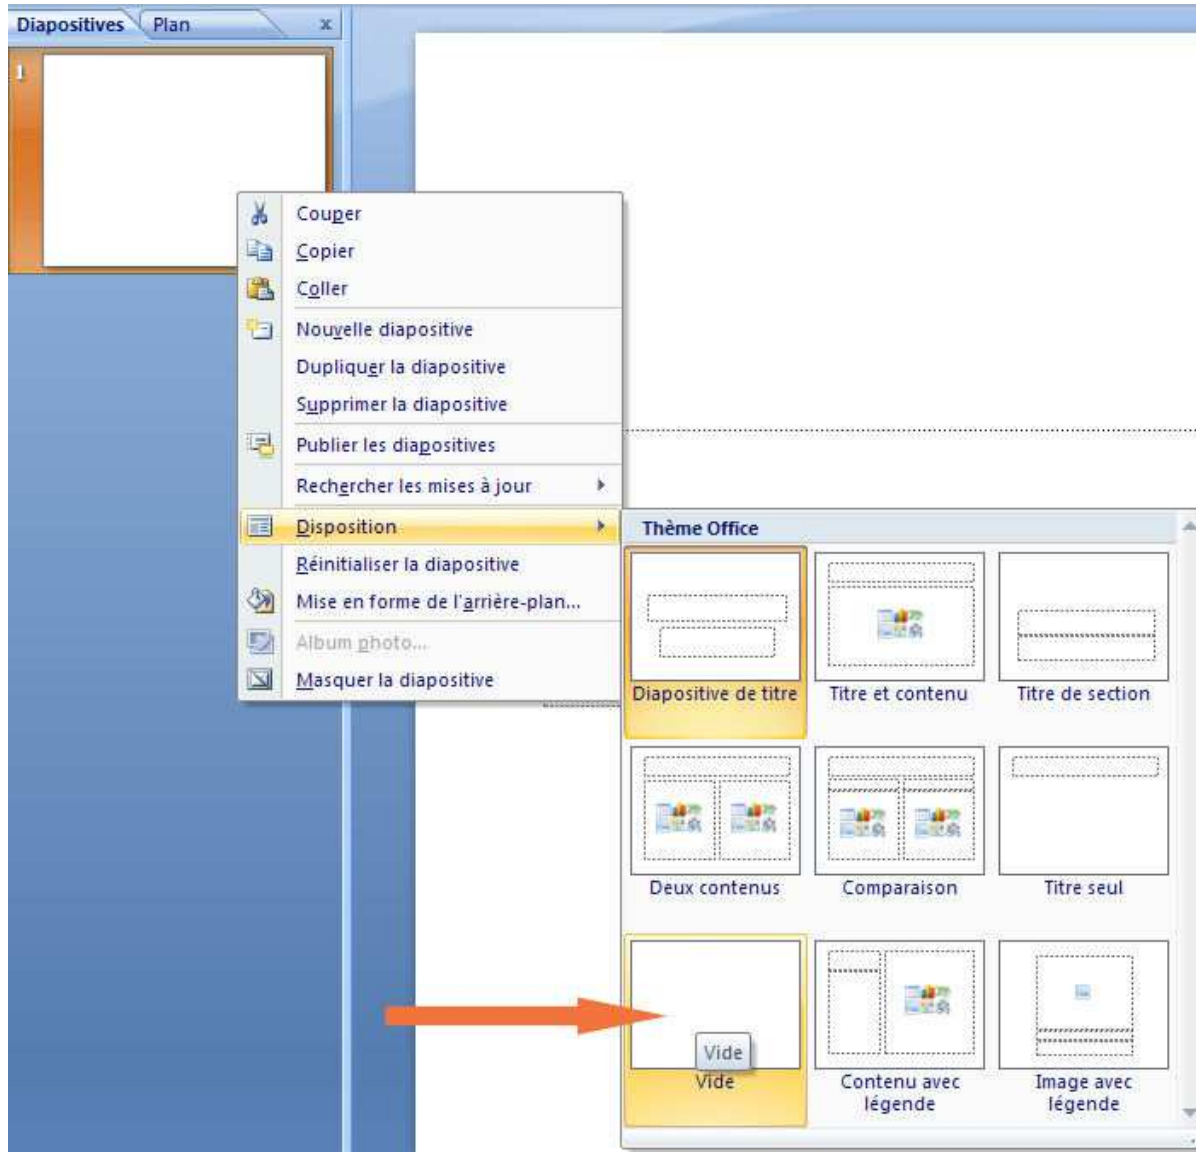 Diapositives Plan x
1
Couper
Copier
Coller
Nouvelle diapositive
Dupliquer la diapositive
Supprimer la diapositive
Publier les diapositives
Rechercher les mises à jour
Disposition
Réinitialiser la diapositive
Mise en forme de l'arrière-plan...
Album photo...
Masquer la diapositive
Thème Office
Diapositive de titre Titre et contenu Titre de section
Deux contenus Comparaison Titre seul
Vide
Vide Contenu avec légende Image avec légende